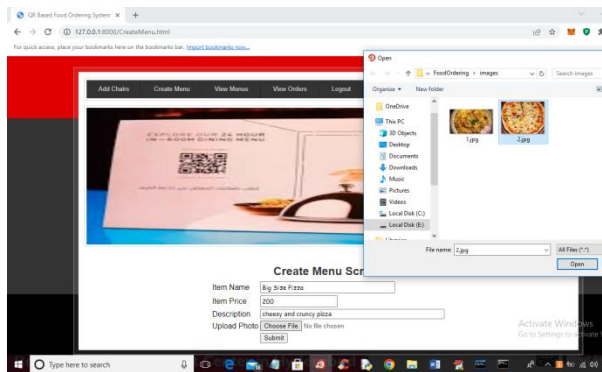 QR Based Food Ordering System
127.0.0.1:8000/CreateMenu.html
For quick access, place your bookmarks here on the bookmarks bar. Import bookmarks now...
Add Chairs Create Menu View Menus View Orders Logout
EXPLORE OUR 24 HOUR
IN-ROOM DINING MENU
Create Menu Scr
Item Name Big Size Pizza
Item Price 200
Description cheesy and cruncy pizza
Upload Photo Choose File No file chosen
Submit
Open
« FoodOrdering › images
Search images
Organize New folder
OneDrive
This PC
3D Objects
Desktop
Documents
Downloads
Music
Pictures
Videos
Local Disk (C:)
Local Disk (E:)
1.jpg
2.jpg
File name: 2.jpg
All Files (*.*)
Open
Activate Windows
Go to Settings to activate
Type here to search